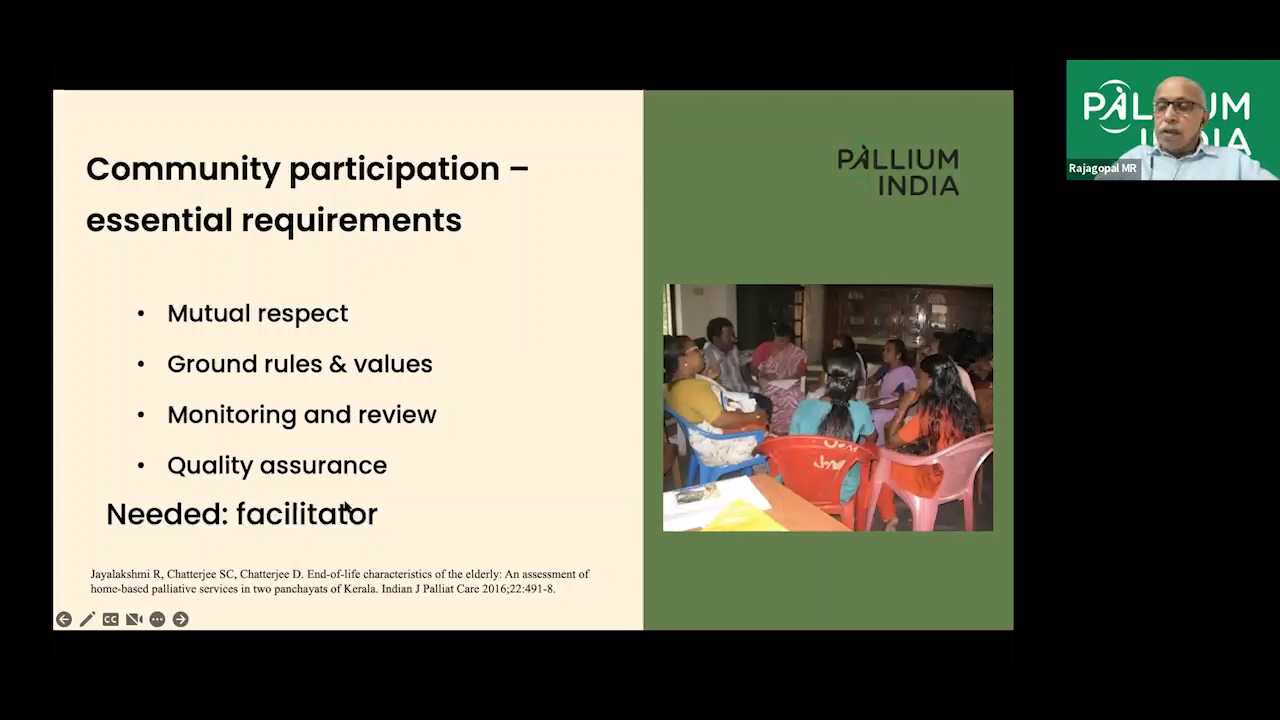 Community participation –
essential requirements
• Mutual respect
• Ground rules & values
• Monitoring and review
• Quality assurance
Needed: facilitator
Jayalakshmi R, Chatterjee SC, Chatterjee D. End-of-life characteristics of the elderly: An assessment of
home-based palliative services in two panchayats of Kerala. Indian J Palliat Care 2016;22:491-8.
CC
PALLIUM
INDIA
Rajagopal MR